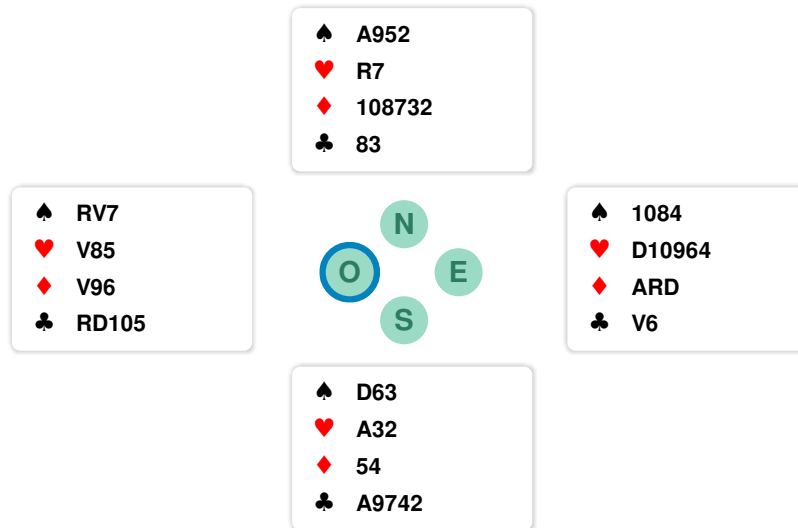 ♠ A952
♥ R7
♦ 108732
♣ 83
♠ RV7
♥ V85
♦ V96
♣ RD105
N
O E
S
♠ 1084
♥ D10964
♦ ARD
♣ V6
♠ D63
♥ A32
♦ 54
♣ A9742